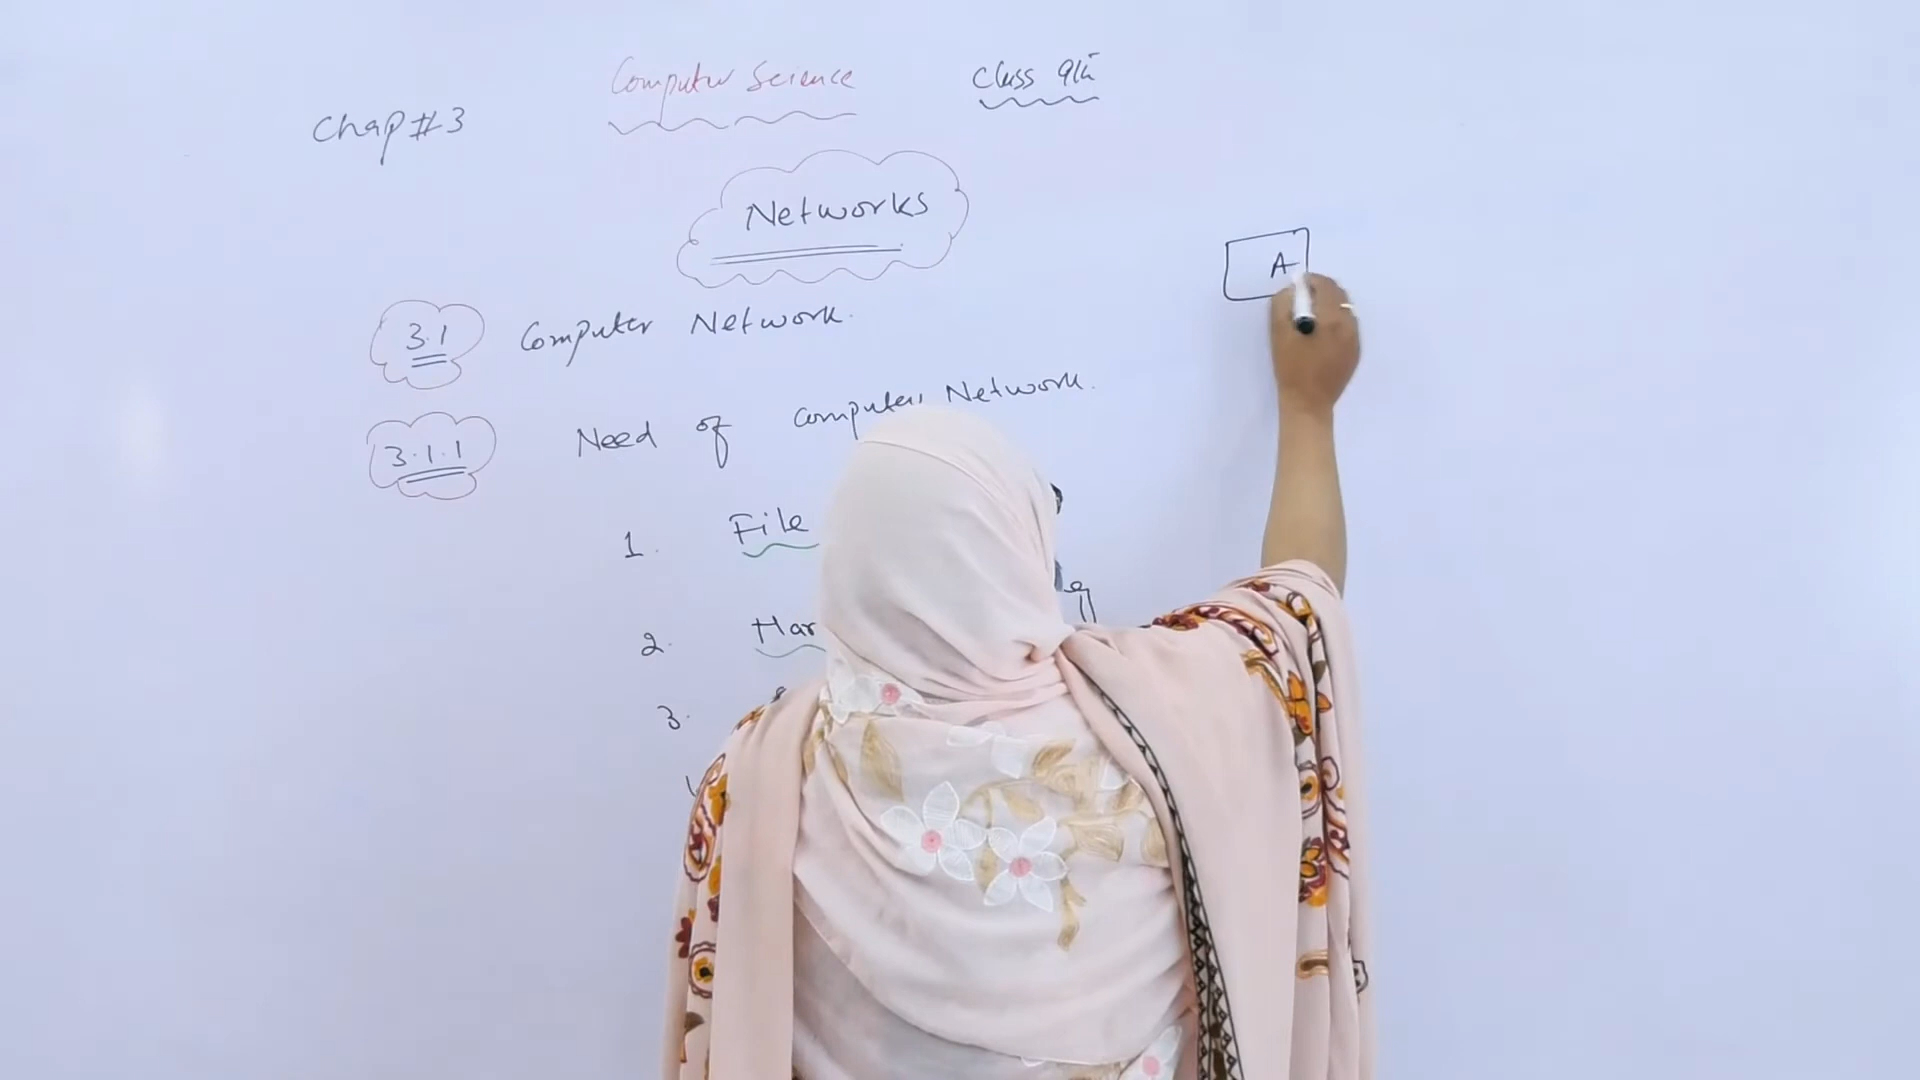 Computer Science Class 9th
Chap #3
Networks
3.1 Computer Network.
3.1.1 Need of Computer Network.
1. File
2. Har
3.
A